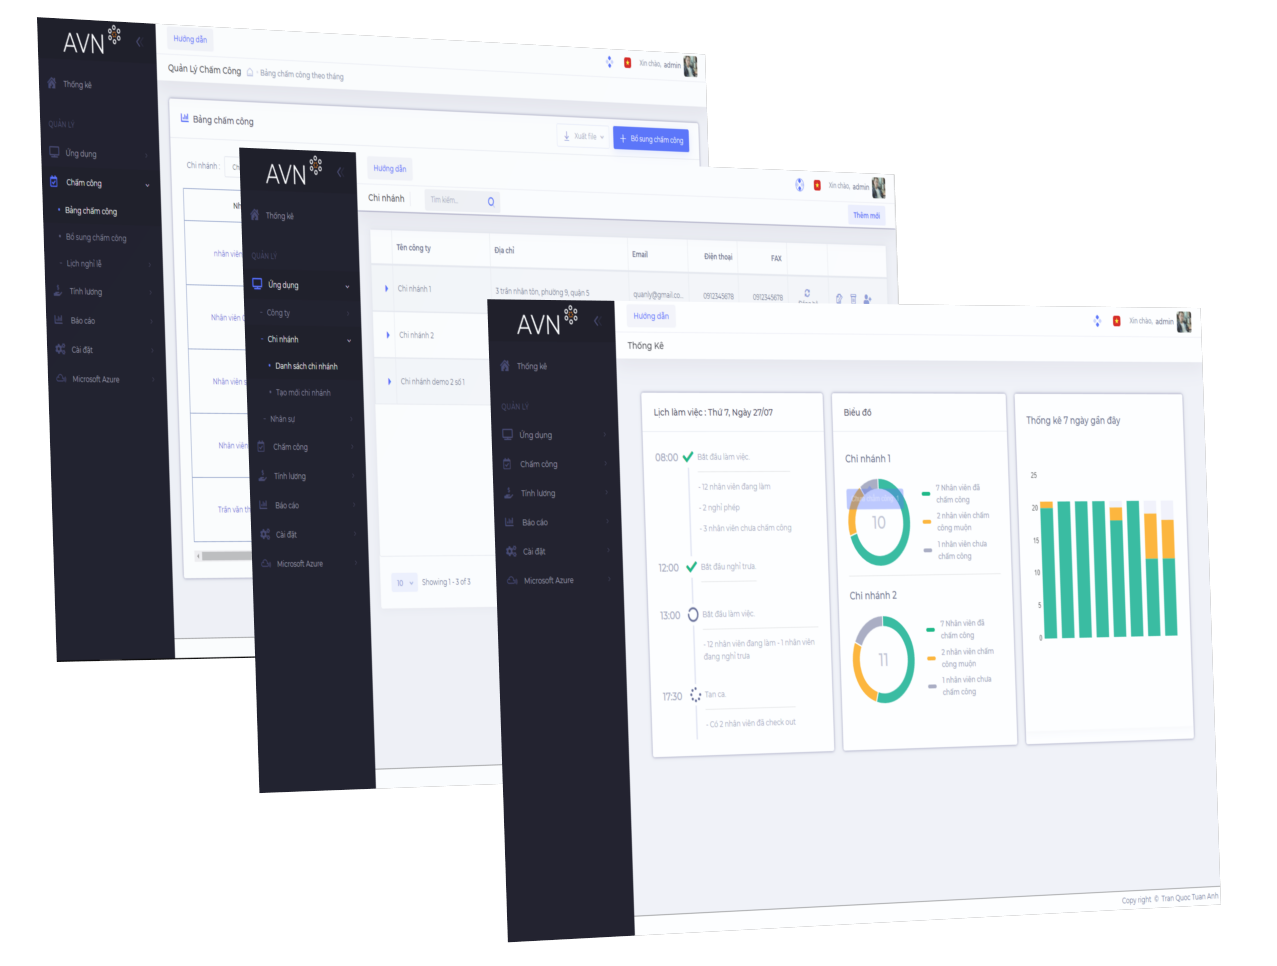 AVN
Hướng dẫn
Xin chào, admin
Quản Lý Chấm Công
Bảng chấm công theo tháng
Thống kê
QUẢN LÝ
Ứng dụng
Chấm công
Bảng chấm công
Bổ sung chấm công
Lịch nghỉ lễ
Tính lương
Báo cáo
Cài đặt
Microsoft Azure
Bảng chấm công
Xuất file
Bổ sung chấm công
Chi nhánh :
nhân viên
Nhân viên
Nhân viên
Nhân viên
Trần văn
AVN
Hướng dẫn
Xin chào, admin
Chi nhánh
Tìm kiếm..
Thêm mới
Thống kê
QUẢN LÝ
Ứng dụng
Công ty
Chi nhánh
Danh sách chi nhánh
Tạo mới chi nhánh
Nhân sự
Chấm công
Tính lương
Báo cáo
Cài đặt
Microsoft Azure
Tên công ty
Địa chỉ
Email
Điện thoại
FAX
Chi nhánh 1
3 trần nhân tôn, phường 9, quận 5
quanly@gmail.co..
0912345678
0912345678
Chi nhánh 2
Chi nhánh demo 2 số 1
10
Showing 1 - 3 of 3
AVN
Hướng dẫn
Xin chào, admin
Thống Kê
Thống kê
QUẢN LÝ
Ứng dụng
Chấm công
Tính lương
Báo cáo
Cài đặt
Microsoft Azure
Lịch làm việc : Thứ 7, Ngày 27/07
08:00 Bắt đầu làm việc.
- 12 nhân viên đang làm
- 2 nghỉ phép
- 3 nhân viên chưa chấm công
12:00 Bắt đầu nghỉ trưa.
13:00 Bắt đầu làm việc.
- 12 nhân viên đang làm - 1 nhân viên
đang nghỉ trưa
17:30 Tan ca.
- Có 2 nhân viên đã check out
Biểu đồ
Chi nhánh 1
10
7 Nhân viên đã
chấm công
2 nhân viên chấm
công muộn
1 nhân viên chưa
chấm công
Chi nhánh 2
11
7 Nhân viên đã
chấm công
2 nhân viên chấm
công muộn
1 nhân viên chưa
chấm công
Thống kê 7 ngày gần đây
25
20
15
10
5
0
Copy right © Tran Quoc Tuan Anh